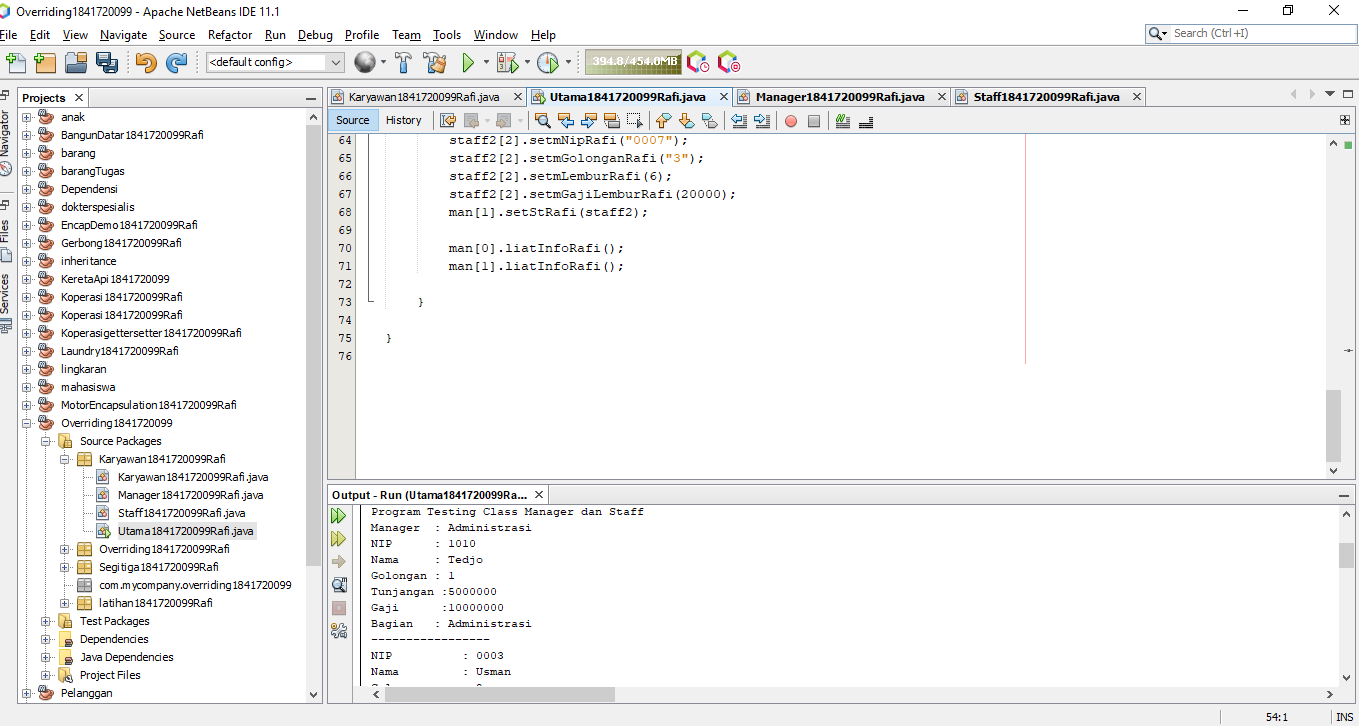 Overriding1841720099 - Apache NetBeans IDE 11.1
File Edit View Navigate Source Refactor Run Debug Profile Team Tools Window Help
Search (Ctrl+I)
<default config>
394.8/454.0MB
Projects
Navigator
Files
Services
anak
BangunDatar1841720099Rafi
barang
barangTugas
Dependensi
dokterspesialis
EncapDemo1841720099Rafi
Gerbong1841720099Rafi
inheritance
KeretaApi1841720099
Koperasi1841720099Rafi
Koperasi1841720099Rafi
Koperasigettersetter1841720099Rafi
Laundry1841720099Rafi
lingkaran
mahasiswa
MotorEncapsulation1841720099Rafi
Overriding1841720099
Source Packages
Karyawan1841720099Rafi
Karyawan1841720099Rafi.java
Manager1841720099Rafi.java
Staff1841720099Rafi.java
Utama1841720099Rafi.java
Overriding1841720099Rafi
Segitiga1841720099Rafi
com.mycompany.overriding1841720099
latihan1841720099Rafi
Test Packages
Dependencies
Java Dependencies
Project Files
Pelanggan
Karyawan1841720099Rafi.java Utama1841720099Rafi.java Manager1841720099Rafi.java Staff1841720099Rafi.java
Source History
64 staff2[2].setmNipRafi("0007");
65 staff2[2].setmGolonganRafi("3");
66 staff2[2].setmLemburRafi(6);
67 staff2[2].setmGajiLemburRafi(20000);
68 man[1].setStRafi(staff2);
69
70 man[0].liatInfoRafi();
71 man[1].liatInfoRafi();
72
73 }
74
75 }
76
Output - Run (Utama1841720099Ra...
Program Testing Class Manager dan Staff
Manager : Administrasi
NIP : 1010
Nama : Tedjo
Golongan : 1
Tunjangan :5000000
Gaji :10000000
Bagian : Administrasi
-----------------
NIP : 0003
Nama : Usman
54:1 INS